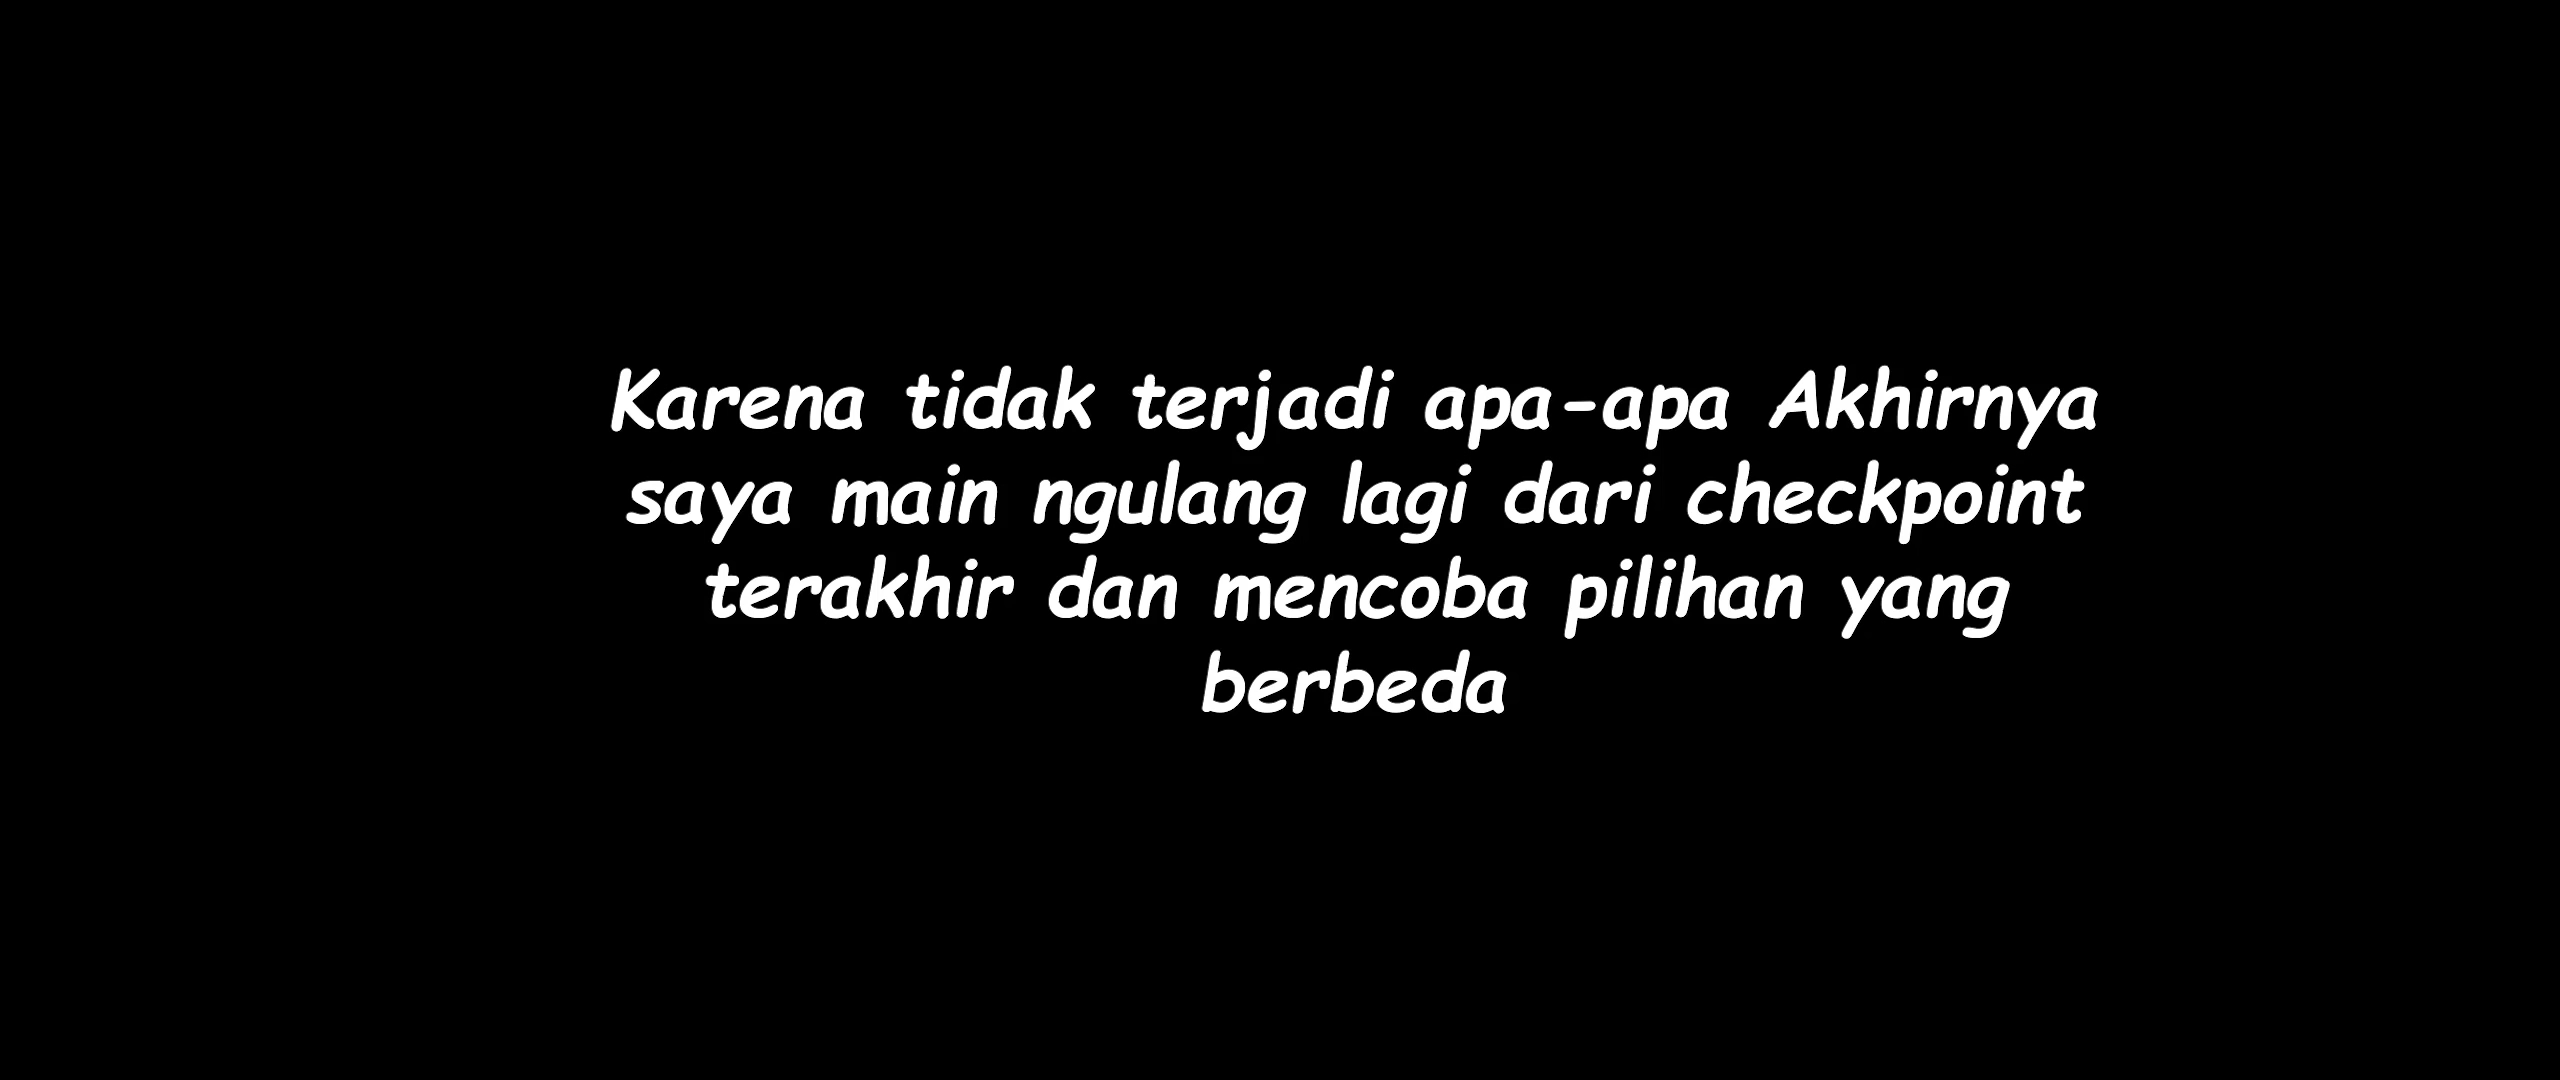 Karena tidak terjadi apa-apa Akhirnya
saya main ngulang lagi dari checkpoint
terakhir dan mencoba pilihan yang
berbeda